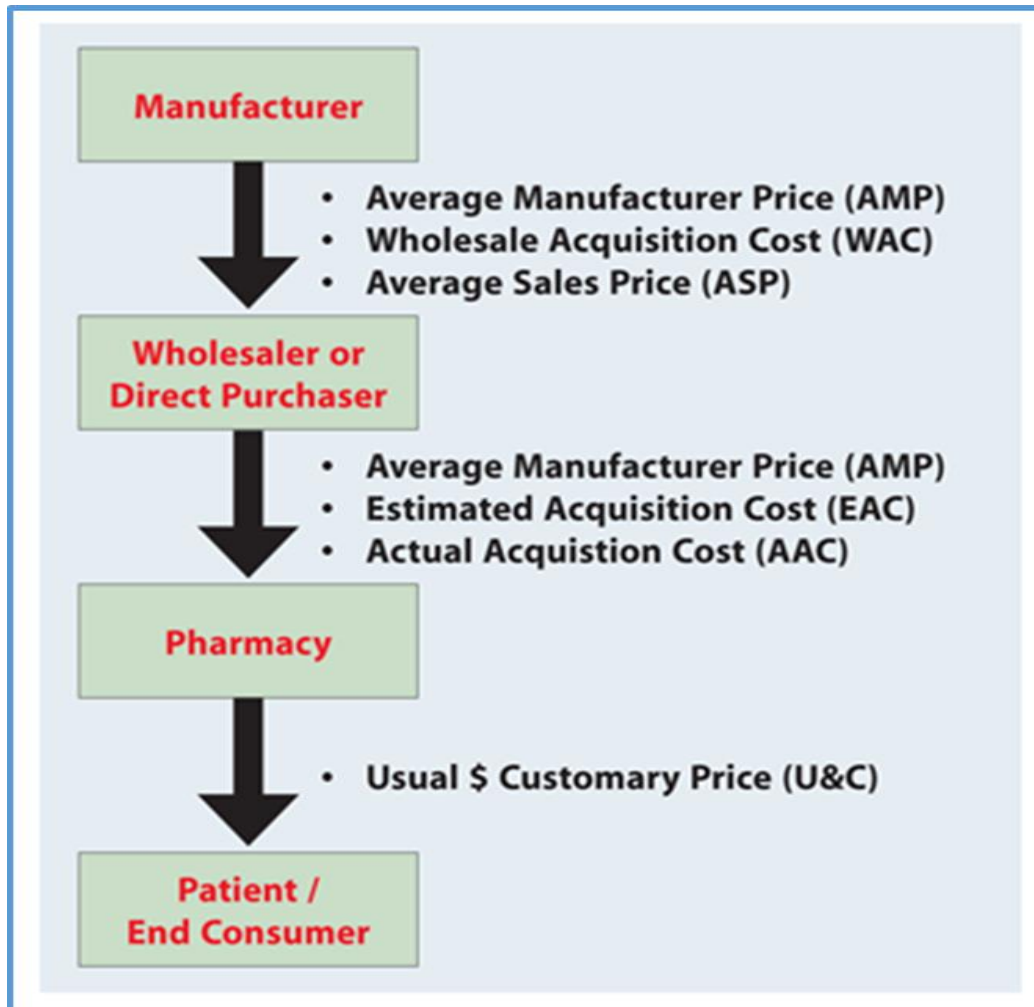 Manufacturer
• Average Manufacturer Price (AMP)
• Wholesale Acquisition Cost (WAC)
• Average Sales Price (ASP)
Wholesaler or
Direct Purchaser
• Average Manufacturer Price (AMP)
• Estimated Acquisition Cost (EAC)
• Actual Acquistion Cost (AAC)
Pharmacy
• Usual $ Customary Price (U&C)
Patient /
End Consumer